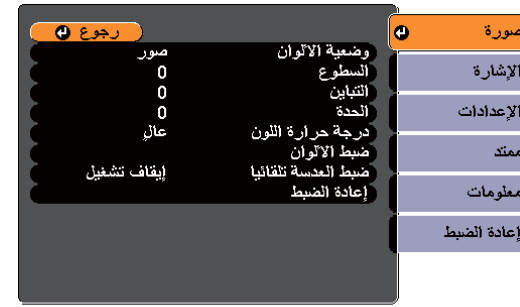 صورة
الإشارة
الإعدادات
ممتد
معلومات
إعادة الضبط
رجوع
وضعية الألوان صور
السطوع 0
التباين 0
الحدة 0
درجة حرارة اللون عالٍ
ضبط الألوان
ضبط العدسة تلقائيا إيقاف تشغيل
إعادة الضبط